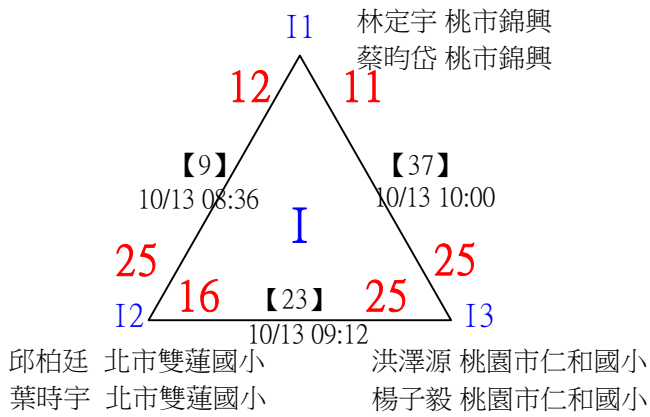 I1 林定宇 桃市錦興
蔡昀岱 桃市錦興
12 11
【9】 【37】
10/13 08:36 10/13 10:00
I
25 25
16 【23】 25
I2 I3
10/13 09:12
邱柏廷 北市雙蓮國小 洪澤源 桃園市仁和國小
葉時宇 北市雙蓮國小 楊子毅 桃園市仁和國小